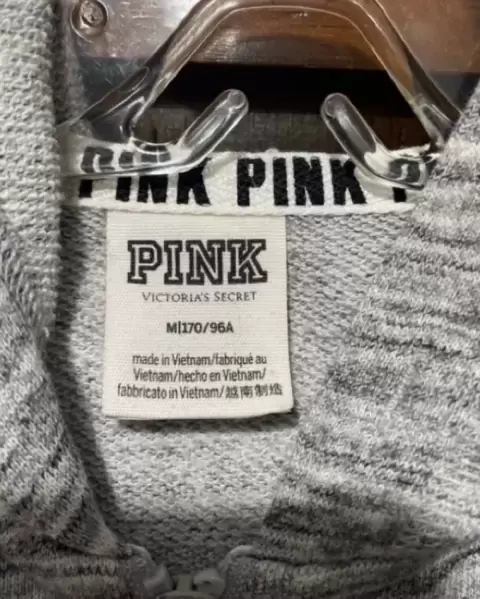 PINK PINK P
PINK
VICTORIA'S SECRET
M|170/96A
made in Vietnam/fabriqué au
Vietnam/hecho en Vietnam/
fabbricato in Vietnam/越南制造